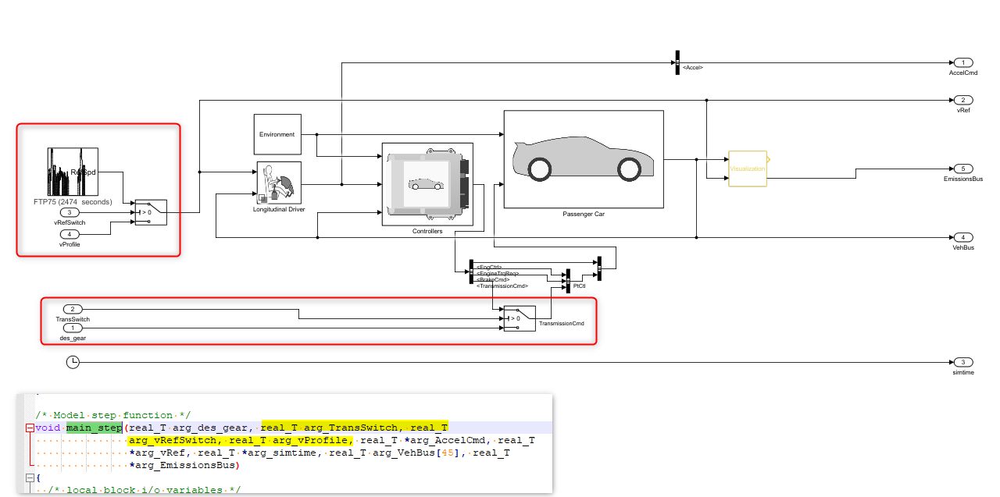 <Accel>
1
AccelCmd
2
vRef
Environment
RefSpd
FTP75 (2474 seconds)
3
vRefSwitch
> 0
4
vProfile
Longitudinal Driver
Controllers
Passenger Car
Visualization
5
EmissionsBus
4
VehBus
<EngCtrl>
<EngineTrqReq>
<BrakeCmd>
<TransmissionCmd>
PtCtl
2
TransSwitch
> 0
TransmissionCmd
1
des_gear
3
simtime
/* Model step function */
void main_step(real_T arg_des_gear, real_T arg_TransSwitch, real_T
arg_vRefSwitch, real_T arg_vProfile, real_T *arg_AccelCmd, real_T
*arg_vRef, real_T *arg_simtime, real_T arg_VehBus[45], real_T
*arg_EmissionsBus)
{
/* local block i/o variables */